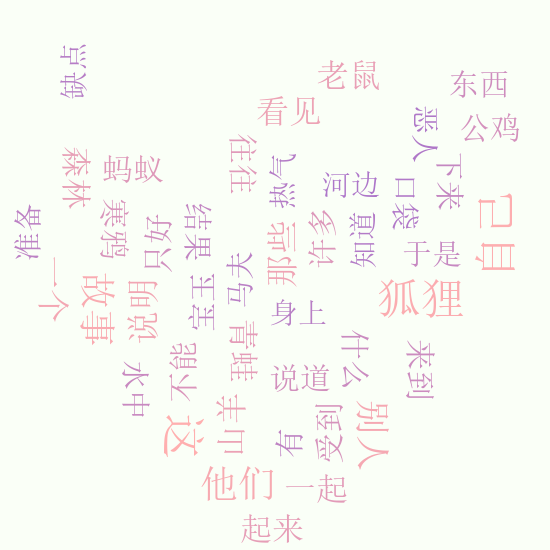 缺点
老鼠
东西
看见
恶人
公鸡
往往
森林
蚂蚁
热气
下来
河边
口袋
准备
寒鸦
只好
果断
那些
许多
知道
于是
自己
一个
故事
说明
宝玉
马夫
身上
狐狸
水中
不能
青蛙
说道
什么
来到
这
山羊
有
受到
别人
他们
一起
起来